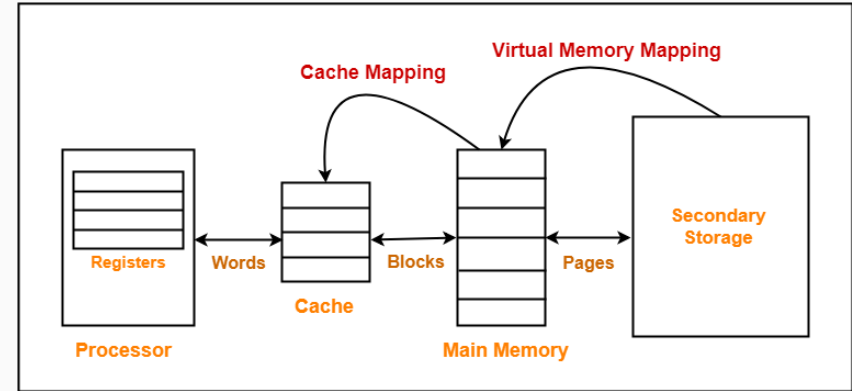 Virtual Memory Mapping
Cache Mapping
Secondary
Storage
Registers
Words
Blocks
Pages
Cache
Processor
Main Memory